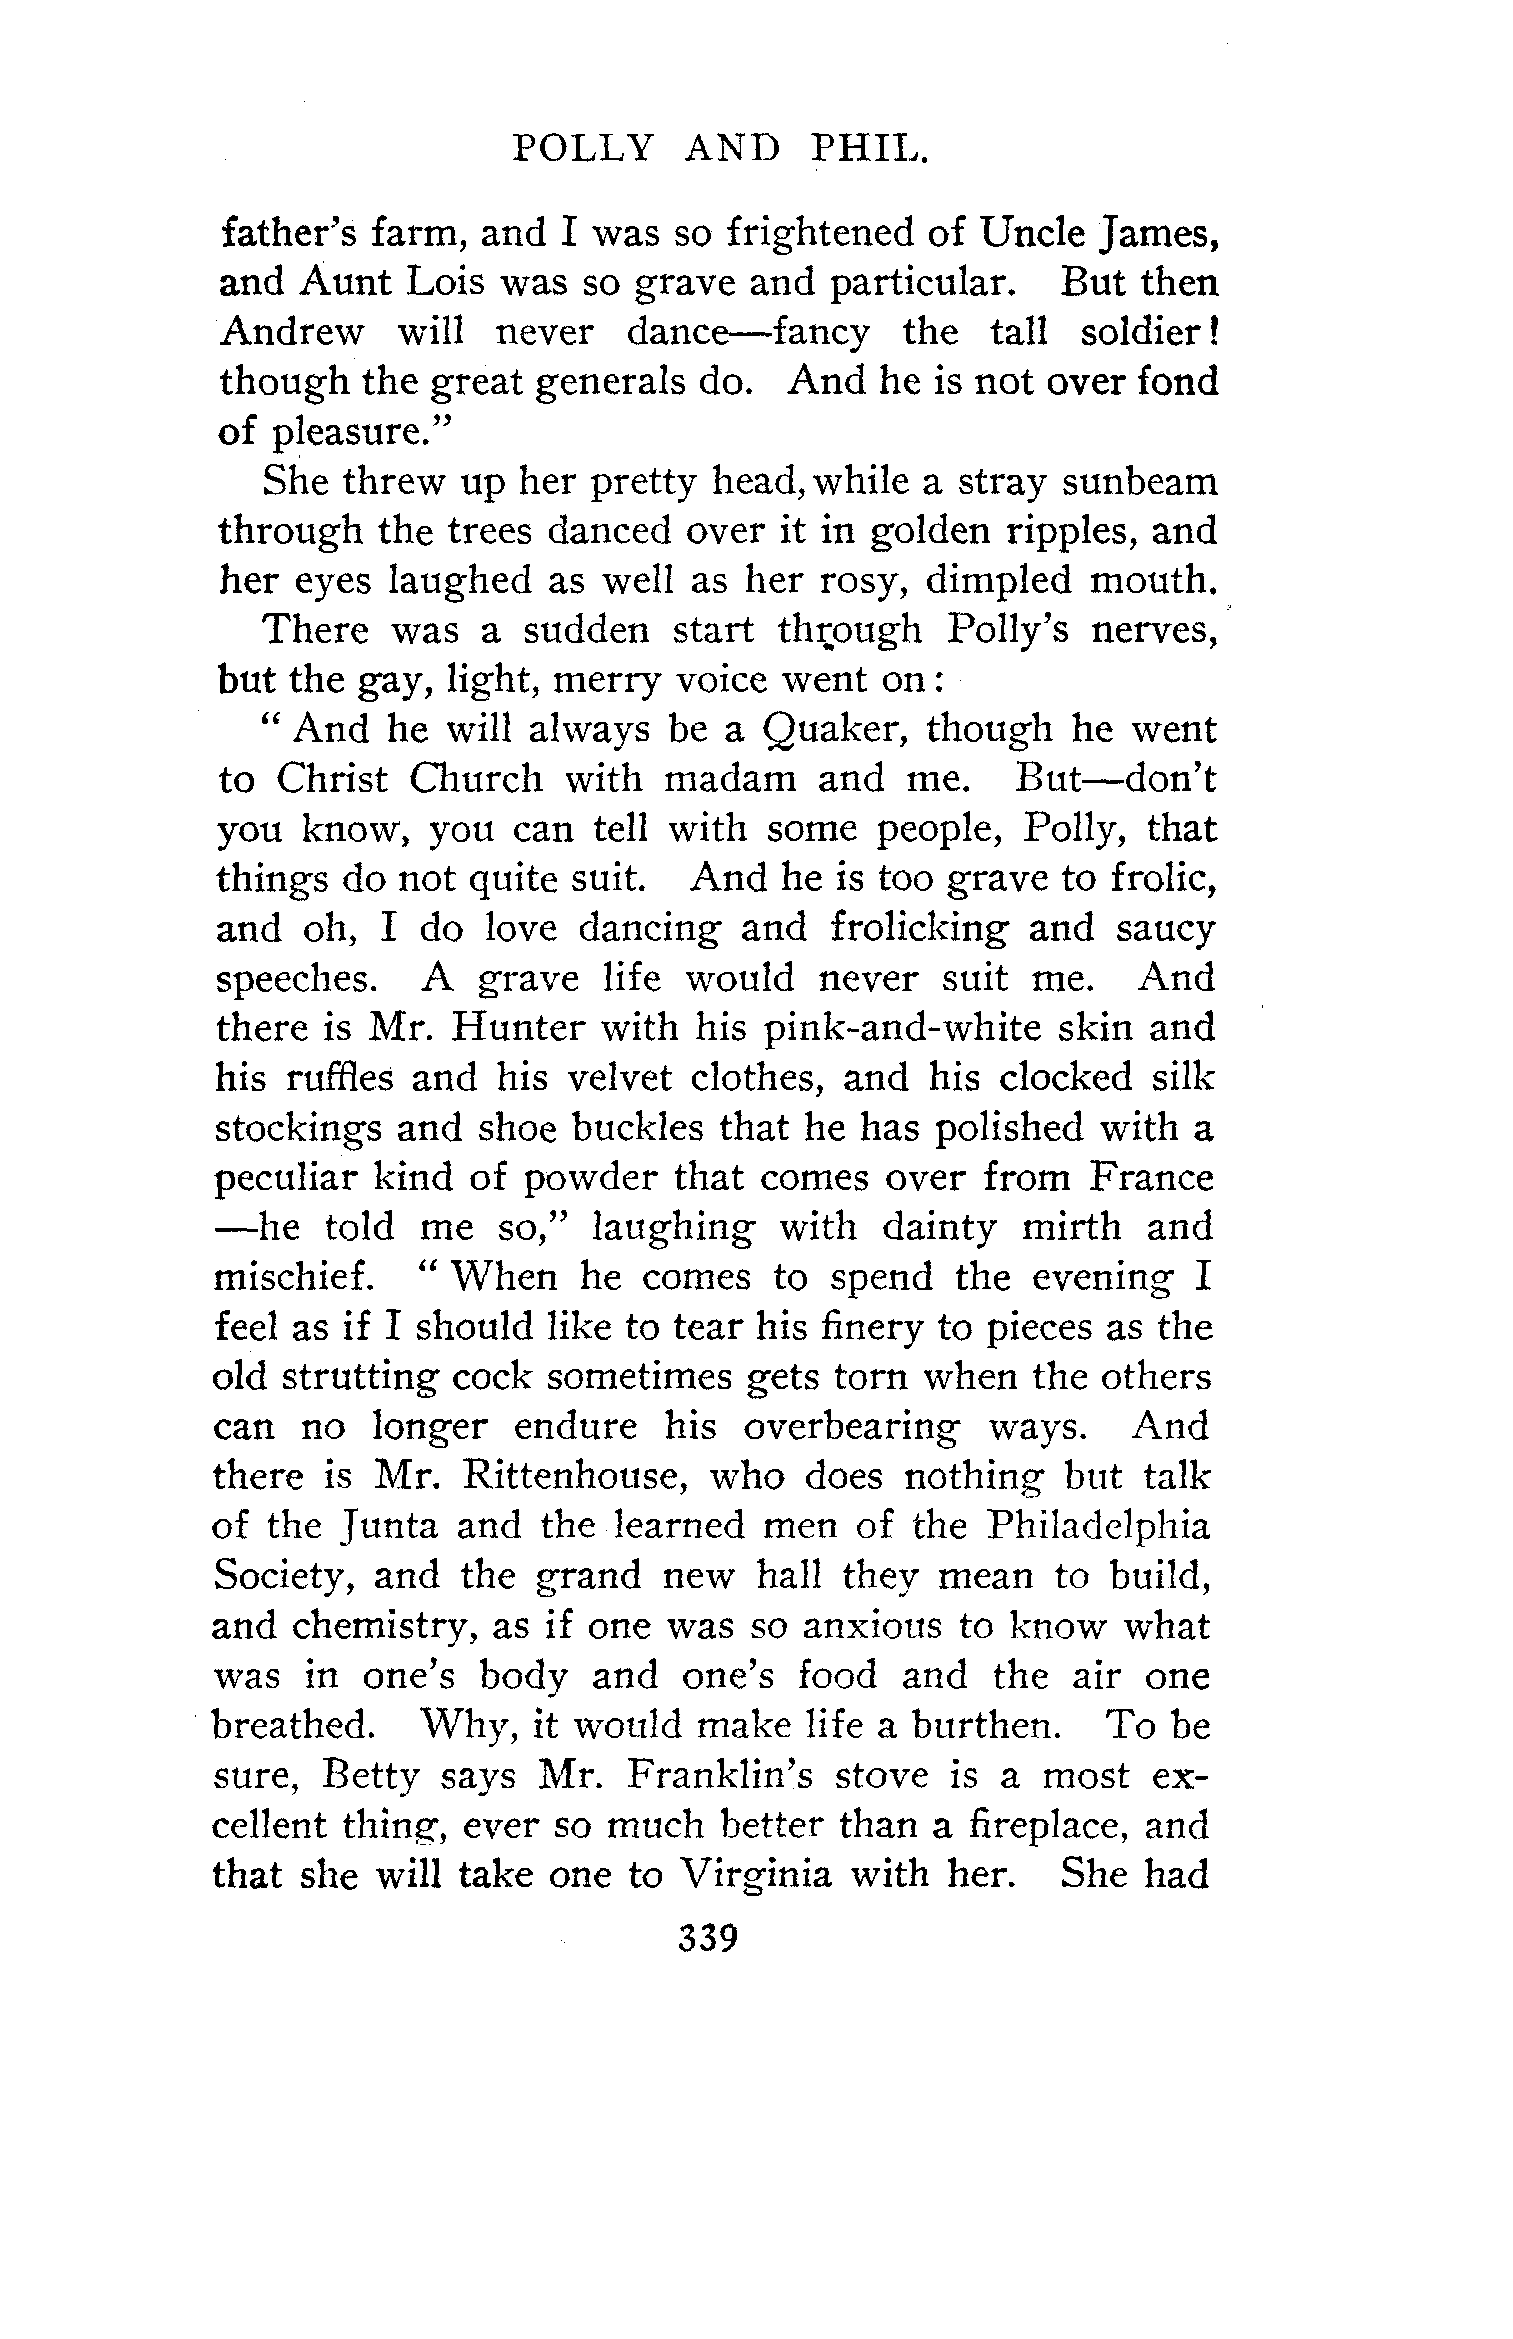 POLLY AND PHIL.
father's farm, and I was so frightened of Uncle James,
and Aunt Lois was so grave and particular. But then
Andrew will never dance—fancy the tall soldier!
though the great generals do. And he is not over fond
of pleasure."
She threw up her pretty head, while a stray sunbeam
through the trees danced over it in golden ripples, and
her eyes laughed as well as her rosy, dimpled mouth.
There was a sudden start through Polly's nerves,
but the gay, light, merry voice went on:
"And he will always be a Quaker, though he went
to Christ Church with madam and me. But—don't
you know, you can tell with some people, Polly, that
things do not quite suit. And he is too grave to frolic,
and oh, I do love dancing and frolicking and saucy
speeches. A grave life would never suit me. And
there is Mr. Hunter with his pink-and-white skin and
his ruffles and his velvet clothes, and his clocked silk
stockings and shoe buckles that he has polished with a
peculiar kind of powder that comes over from France
—he told me so," laughing with dainty mirth and
mischief. "When he comes to spend the evening I
feel as if I should like to tear his finery to pieces as the
old strutting cock sometimes gets torn when the others
can no longer endure his overbearing ways. And
there is Mr. Rittenhouse, who does nothing but talk
of the Junta and the learned men of the Philadelphia
Society, and the grand new hall they mean to build,
and chemistry, as if one was so anxious to know what
was in one's body and one's food and the air one
breathed. Why, it would make life a burthen. To be
sure, Betty says Mr. Franklin's stove is a most ex-
cellent thing, ever so much better than a fireplace, and
that she will take one to Virginia with her. She had
339